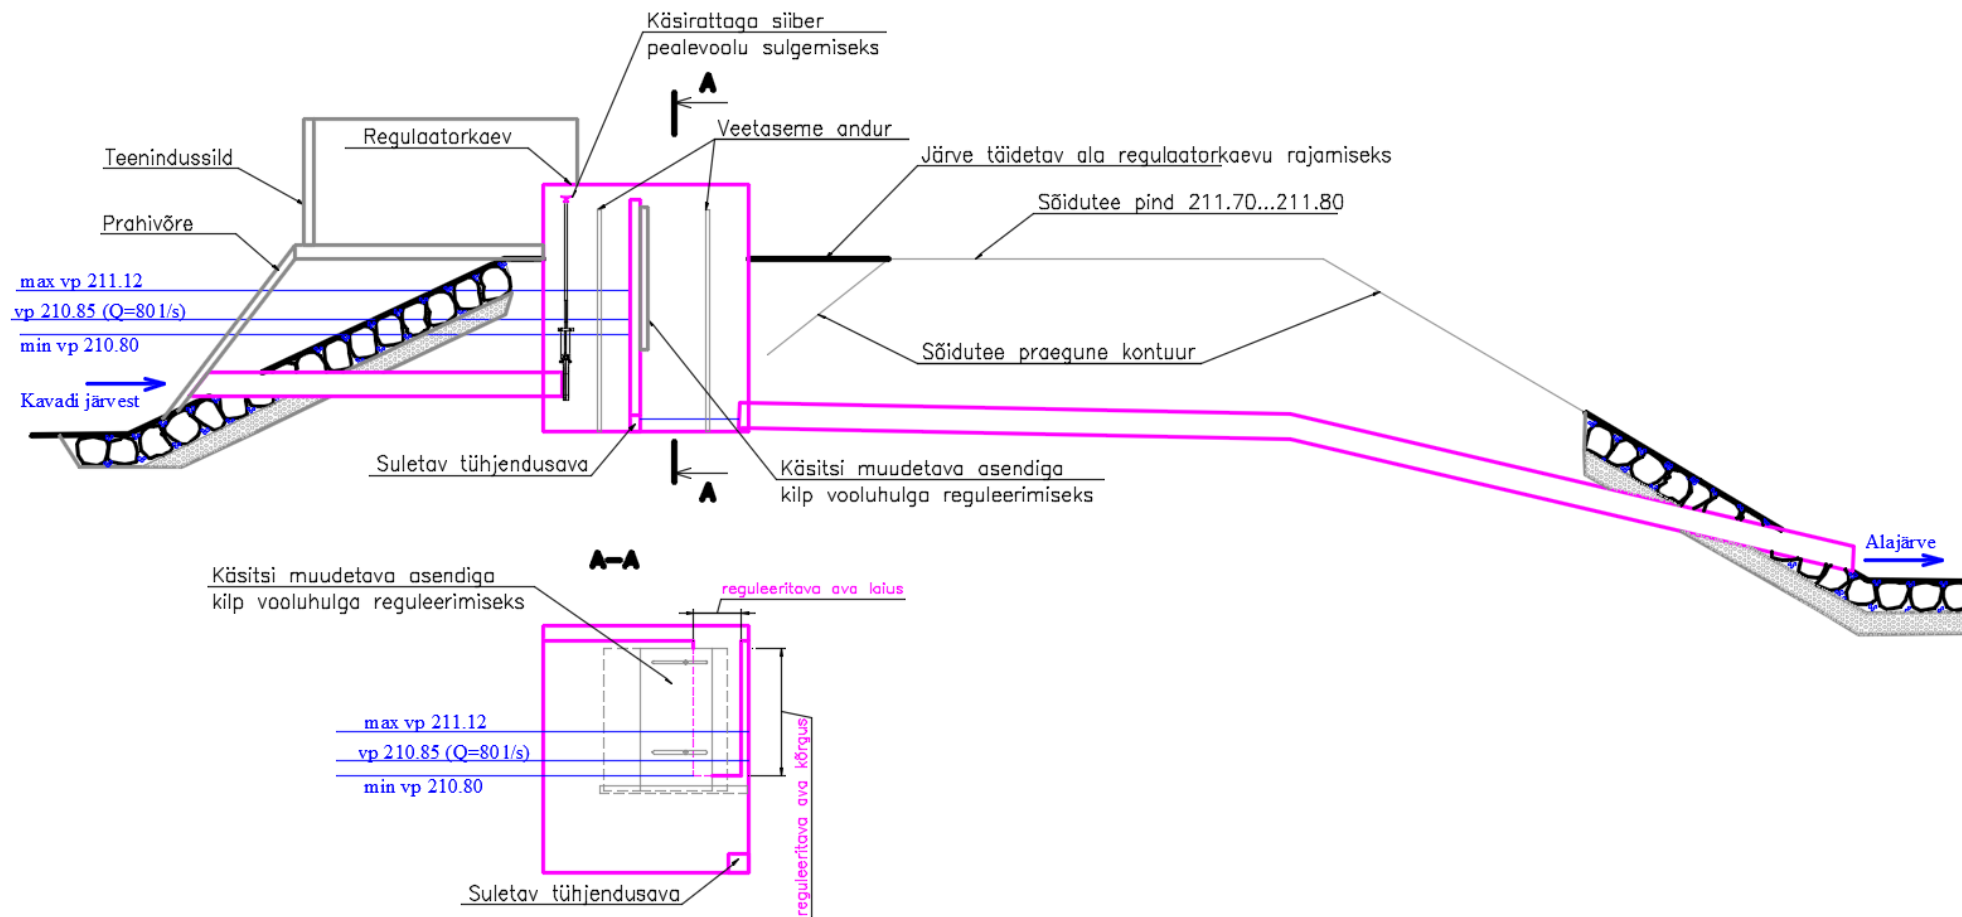 Käsirattaga siiber
pealevoolu sulgemiseks
A
Regulaatorkaev
Veetaseme andur
Teenindussild
Järve täidetav ala regulaatorkaevu rajamiseks
Prahivõre
Sõidutee pind 211.70...211.80
max vp 211.12
vp 210.85 (Q=80 l/s)
min vp 210.80
Sõidutee praegune kontuur
Kavadi järvest
Suletav tühjendusava
Käsitsi muudetava asendiga
kilp vooluhulga reguleerimiseks
A
Alajärve
A-A
Käsitsi muudetava asendiga
kilp vooluhulga reguleerimiseks
reguleeritava ava laius
max vp 211.12
vp 210.85 (Q=80 l/s)
min vp 210.80
reguleeritava ava kõrgus
Suletav tühjendusava